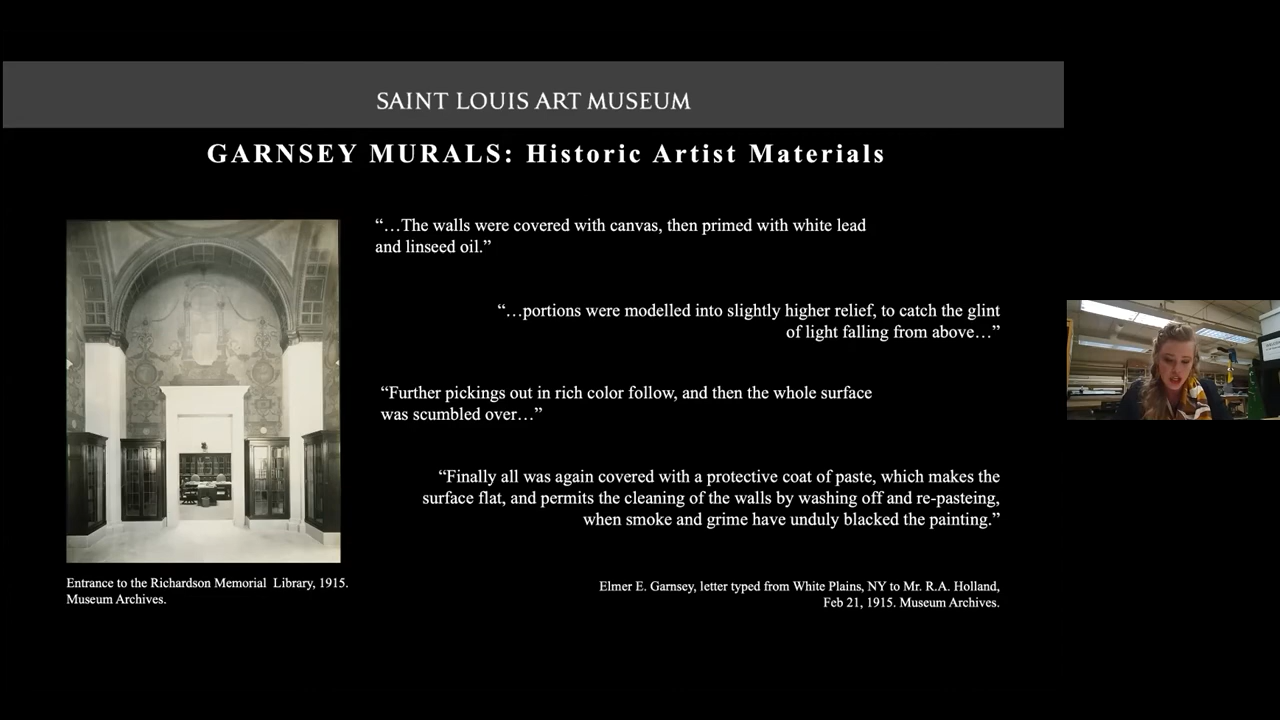 SAINT LOUIS ART MUSEUM
GARNSEY MURALS: Historic Artist Materials
“…The walls were covered with canvas, then primed with white lead
and linseed oil.”
“…portions were modelled into slightly higher relief, to catch the glint
of light falling from above…”
“Further pickings out in rich color follow, and then the whole surface
was scumbled over…”
“Finally all was again covered with a protective coat of paste, which makes the
surface flat, and permits the cleaning of the walls by washing off and re-pasteing,
when smoke and grime have unduly blacked the painting.”
Entrance to the Richardson Memorial Library, 1915.
Museum Archives.
Elmer E. Garnsey, letter typed from White Plains, NY to Mr. R.A. Holland,
Feb 21, 1915. Museum Archives.